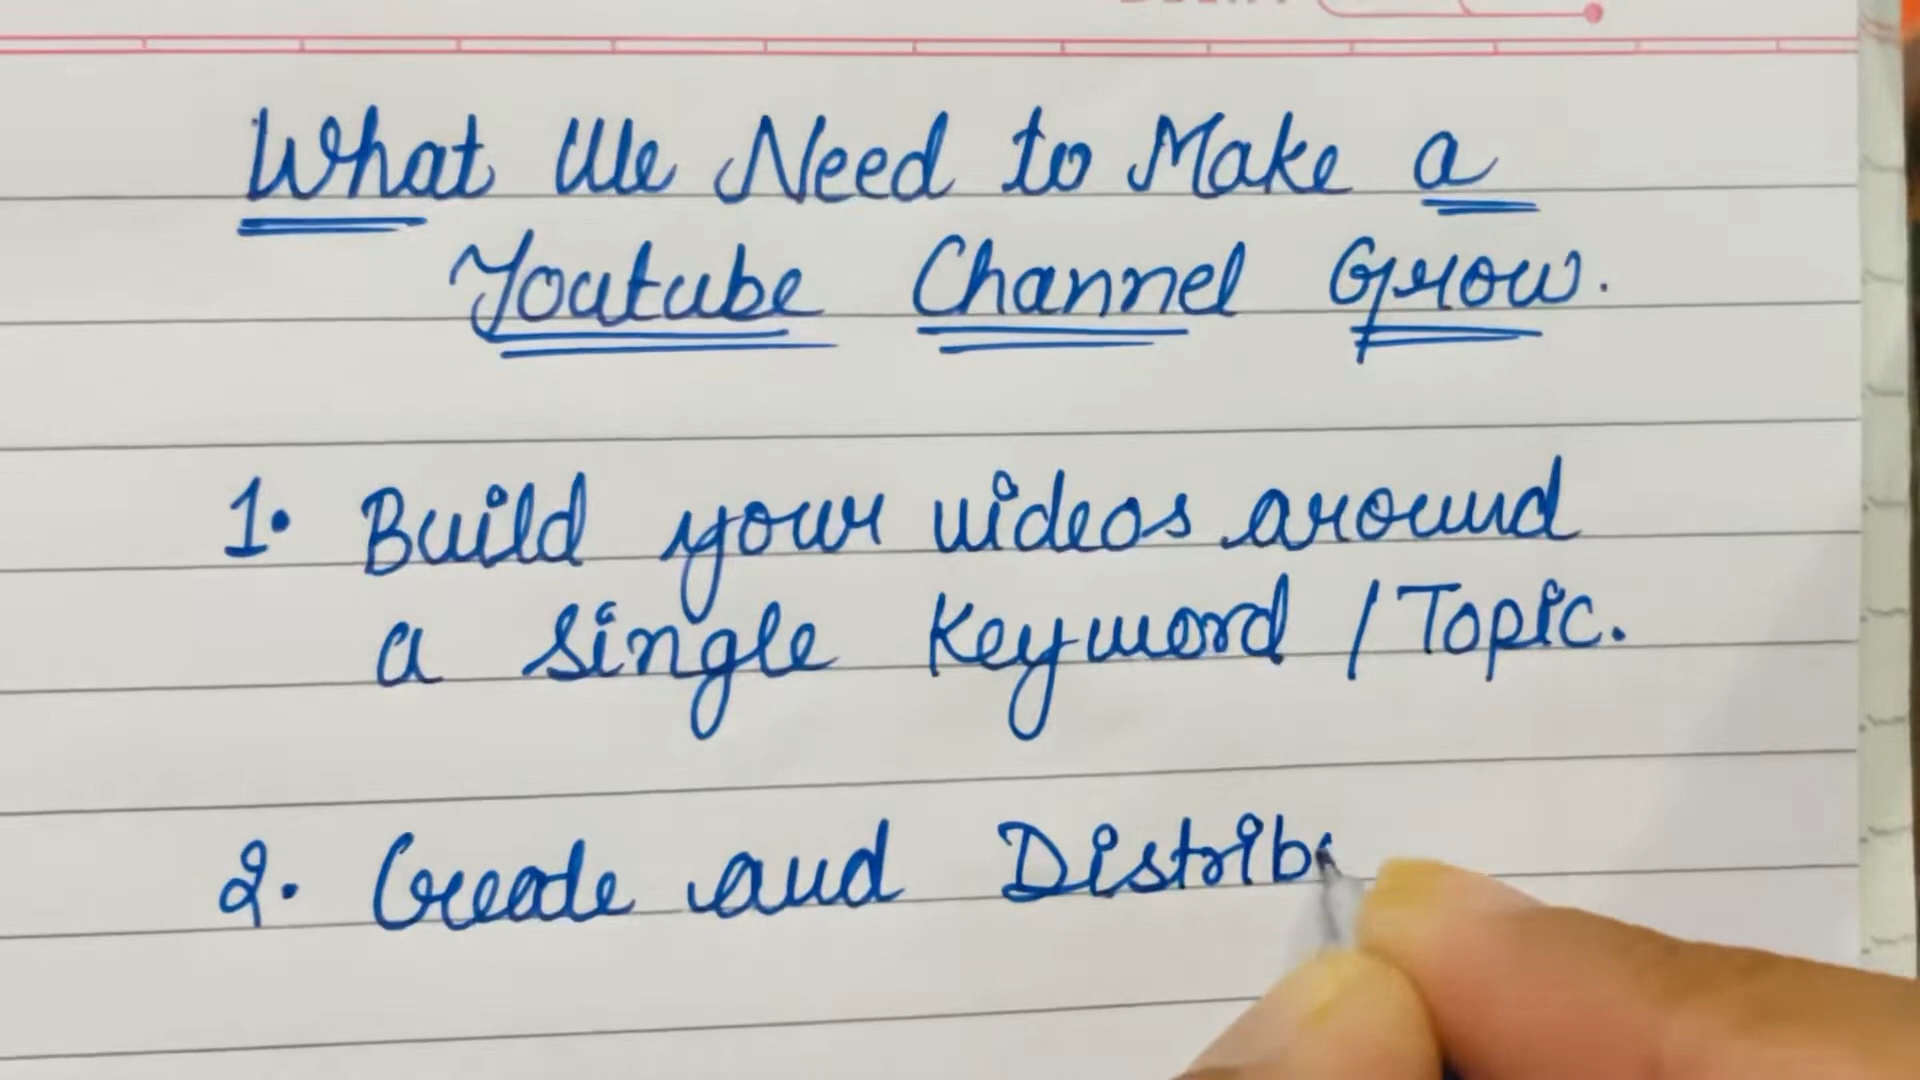 What We Need to Make a
Youtube Channel Grow.
1. Build your videos around
a single Keyword / Topic.
2. Create and Distrib